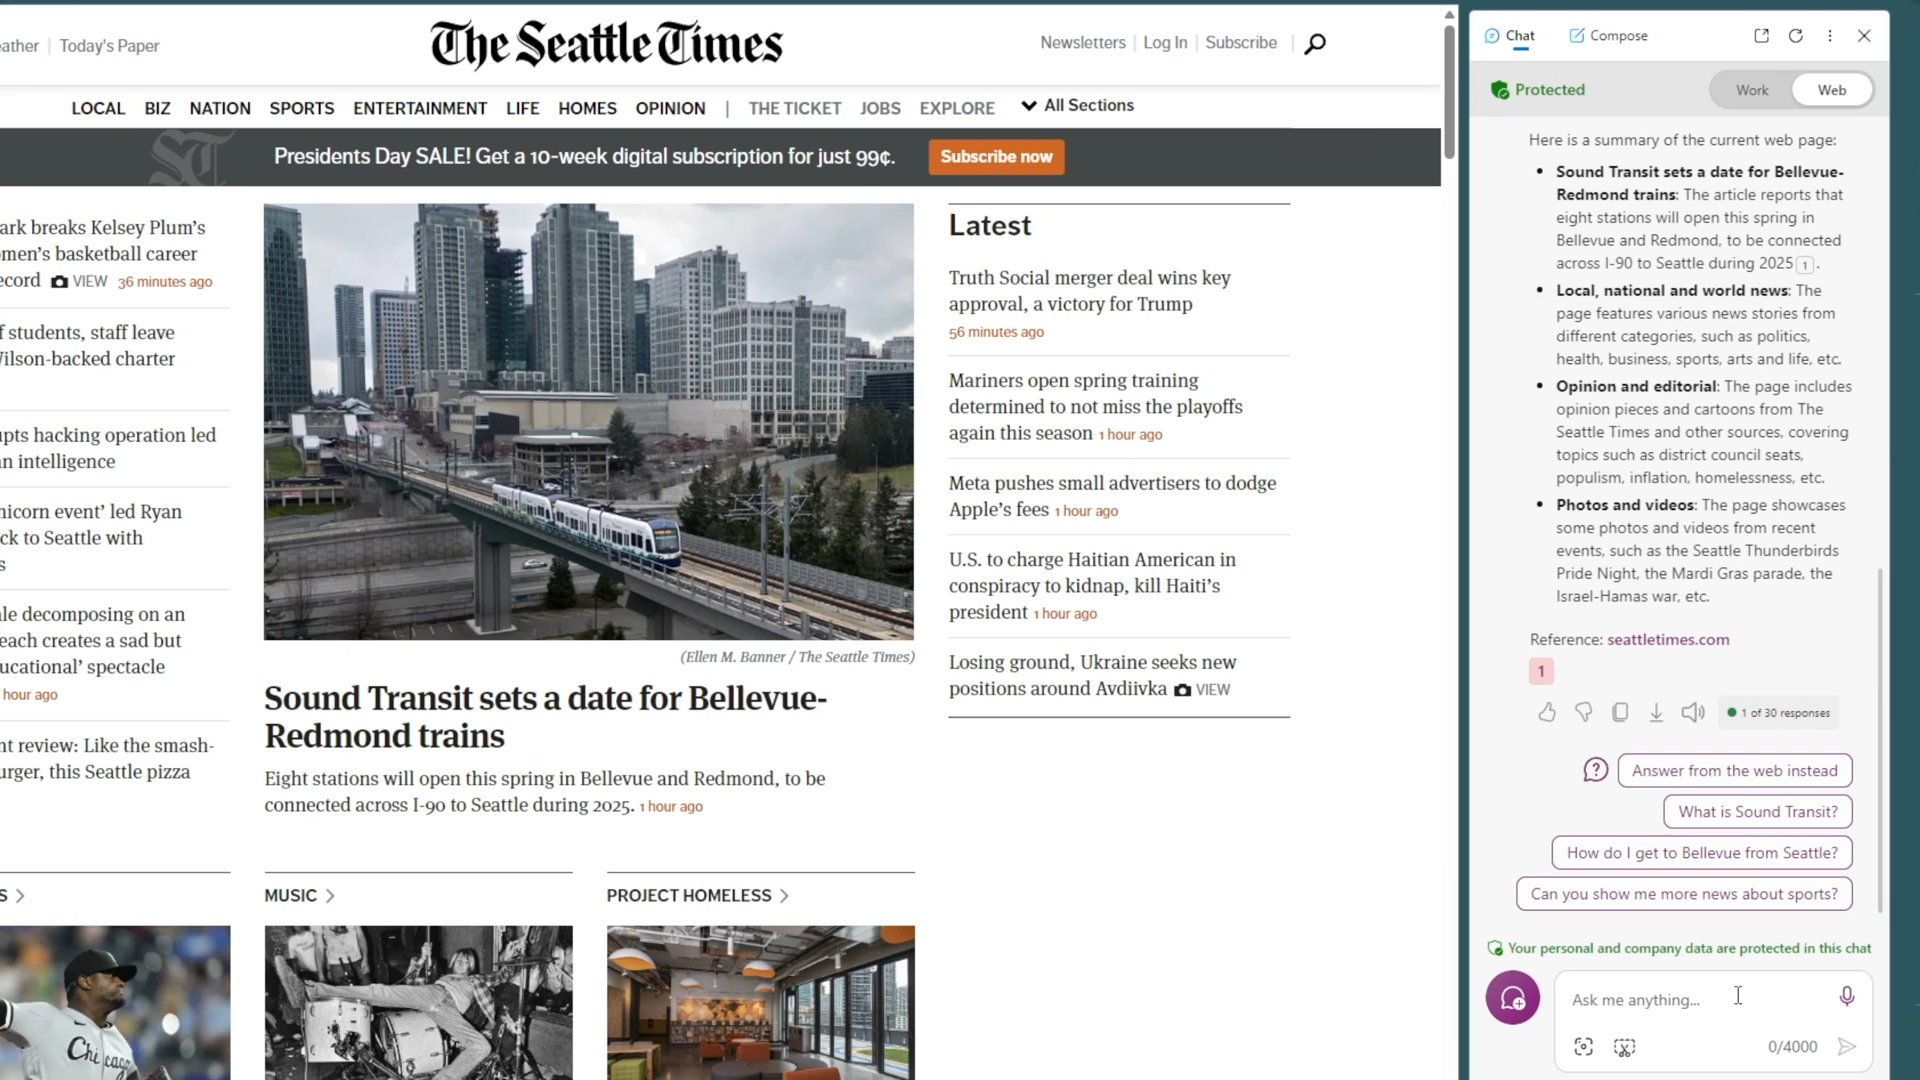 eather | Today's Paper
The Seattle Times
Newsletters | Log In | Subscribe
LOCAL BIZ NATION SPORTS ENTERTAINMENT LIFE HOMES OPINION | THE TICKET JOBS EXPLORE All Sections
Presidents Day SALE! Get a 10-week digital subscription for just 99¢. Subscribe now
ark breaks Kelsey Plum's
omen's basketball career
ecord VIEW 36 minutes ago
f students, staff leave
Wilson-backed charter
upts hacking operation led
an intelligence
nicorn event' led Ryan
ck to Seattle with
s
ale decomposing on an
each creates a sad but
ucational' spectacle
hour ago
nt review: Like the smash-
urger, this Seattle pizza
(Ellen M. Banner / The Seattle Times)
Sound Transit sets a date for Bellevue-
Redmond trains
Eight stations will open this spring in Bellevue and Redmond, to be
connected across I-90 to Seattle during 2025. 1 hour ago
Latest
Truth Social merger deal wins key
approval, a victory for Trump
56 minutes ago
Mariners open spring training
determined to not miss the playoffs
again this season 1 hour ago
Meta pushes small advertisers to dodge
Apple's fees 1 hour ago
U.S. to charge Haitian American in
conspiracy to kidnap, kill Haiti's
president 1 hour ago
Losing ground, Ukraine seeks new
positions around Avdiivka VIEW
S
MUSIC
PROJECT HOMELESS
Chicago
Chat
Compose
Protected
Work Web
Here is a summary of the current web page:
• Sound Transit sets a date for Bellevue-
Redmond trains: The article reports that
eight stations will open this spring in
Bellevue and Redmond, to be connected
across I-90 to Seattle during 2025 1 .
• Local, national and world news: The
page features various news stories from
different categories, such as politics,
health, business, sports, arts and life, etc.
• Opinion and editorial: The page includes
opinion pieces and cartoons from The
Seattle Times and other sources, covering
topics such as district council seats,
populism, inflation, homelessness, etc.
• Photos and videos: The page showcases
some photos and videos from recent
events, such as the Seattle Thunderbirds
Pride Night, the Mardi Gras parade, the
Israel-Hamas war, etc.
Reference: seattletimes.com
1
1 of 30 responses
Answer from the web instead
What is Sound Transit?
How do I get to Bellevue from Seattle?
Can you show me more news about sports?
Your personal and company data are protected in this chat
Ask me anything...
0/4000